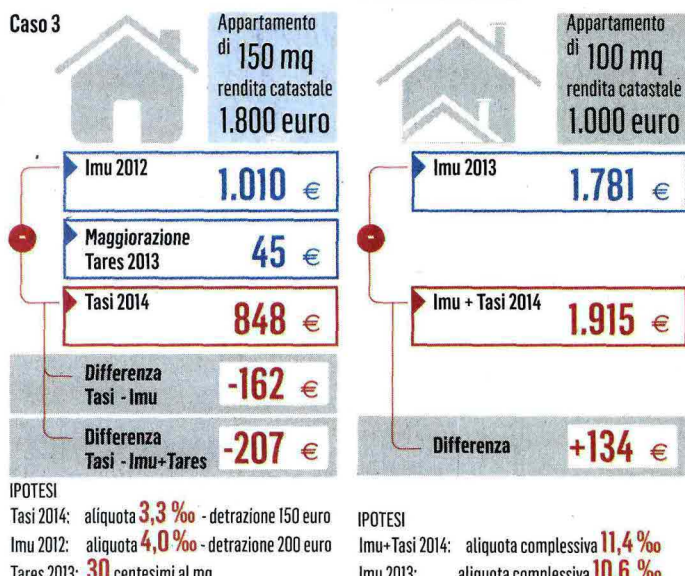 Caso 3
Appartamento
di 150 mq
rendita catastale
1.800 euro
Imu 2012
1.010 €
Maggiorazione
Tares 2013
45 €
Tasi 2014
848 €
Differenza
Tasi - Imu
-162 €
Differenza
Tasi - Imu+Tares
-207 €
IPOTESI
Tasi 2014: aliquota 3,3 ‰ - detrazione 150 euro
Imu 2012: aliquota 4,0 ‰ - detrazione 200 euro
Tares 2013: 30 centesimi al mq
Appartamento
di 100 mq
rendita catastale
1.000 euro
Imu 2013
1.781 €
Imu + Tasi 2014
1.915 €
Differenza
+134 €
IPOTESI
Imu+Tasi 2014: aliquota complessiva 11,4 ‰
Imu 2013: aliquota complessiva 10,6 ‰